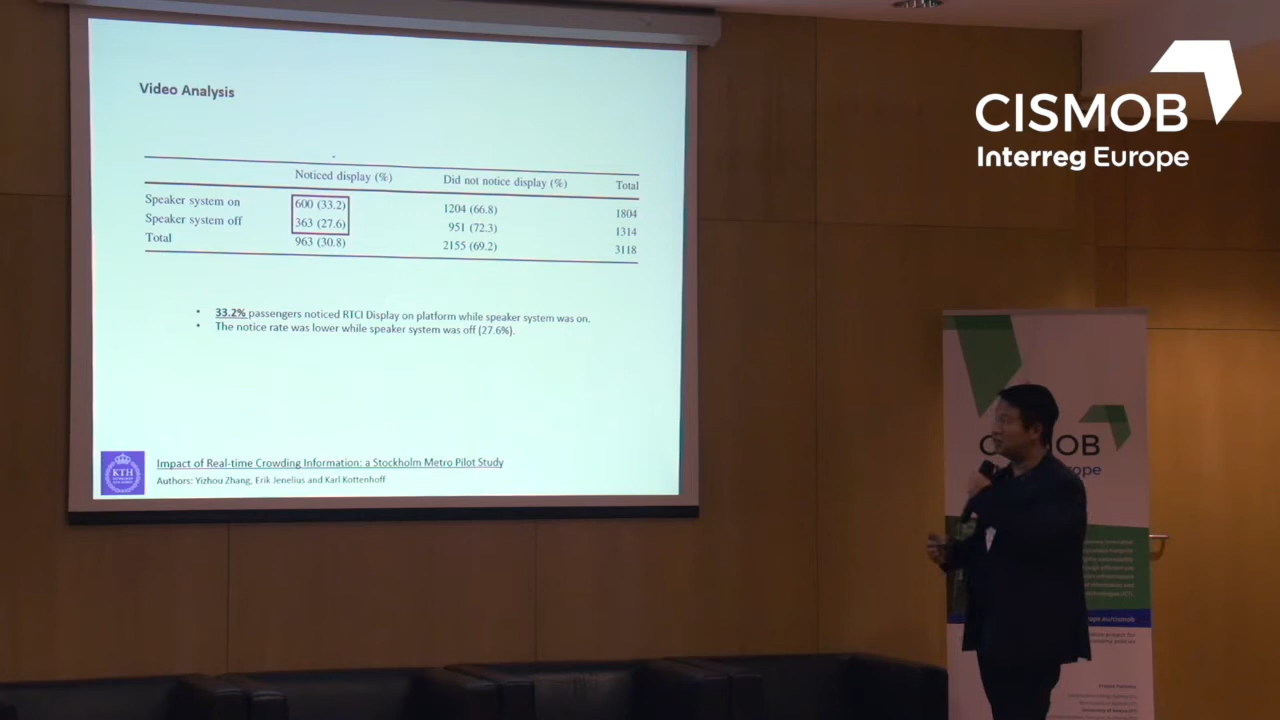 Video Analysis
Noticed display (%) Did not notice display (%) Total
Speaker system on 600 (33.2) 1204 (66.8) 1804
Speaker system off 363 (27.6) 951 (72.3) 1314
Total 963 (30.8) 2155 (69.2) 3118
• 33.2% passengers noticed RTCI Display on platform while speaker system was on.
• The notice rate was lower while speaker system was off (27.6%).
KTH
Impact of Real-time Crowding Information: a Stockholm Metro Pilot Study
Authors: Yizhou Zhang, Erik Jenelius and Karl Kottenhoff
CISMOB
Interreg Europe